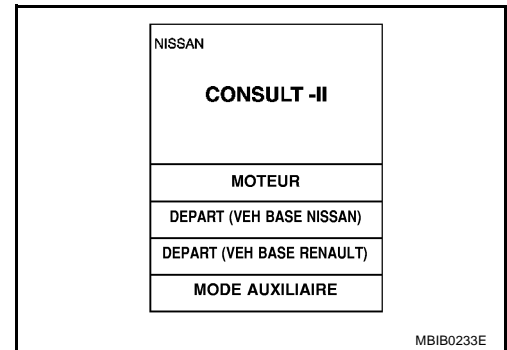 NISSAN
CONSULT -II
MOTEUR
DEPART (VEH BASE NISSAN)
DEPART (VEH BASE RENAULT)
MODE AUXILIAIRE
MBIB0233E